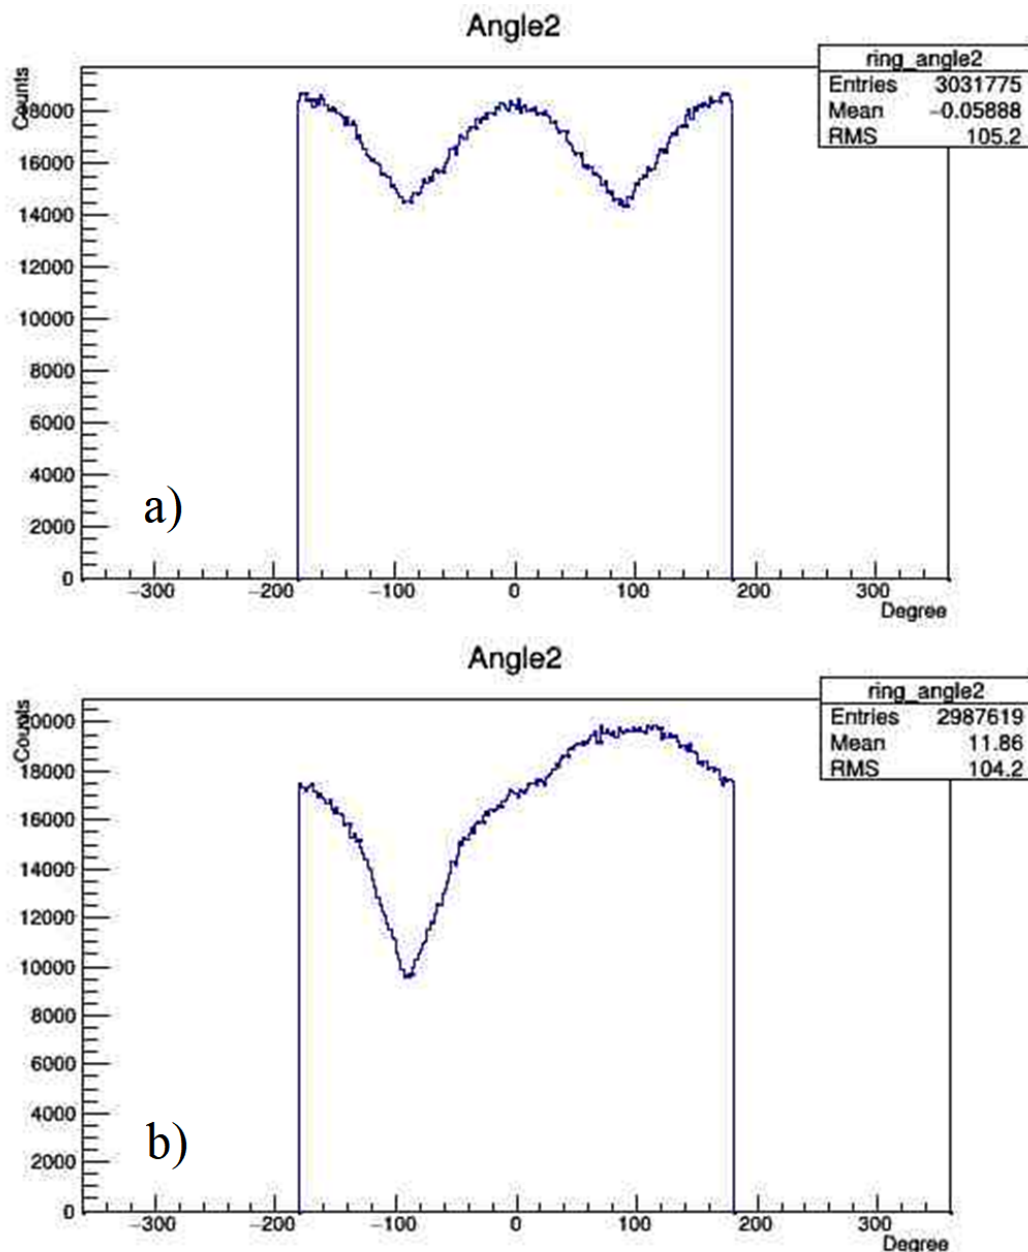 Angle2
Counts
ring_angle2
Entries 3031775
Mean −0.05888
RMS 105.2
18000
16000
14000
12000
10000
8000
6000
4000
2000
0
a)
−300 −200 −100 0 100 200 300
Degree
Angle2
Counts
ring_angle2
Entries 2987619
Mean 11.86
RMS 104.2
20000
18000
16000
14000
12000
10000
8000
6000
4000
2000
0
b)
−300 −200 −100 0 100 200 300
Degree